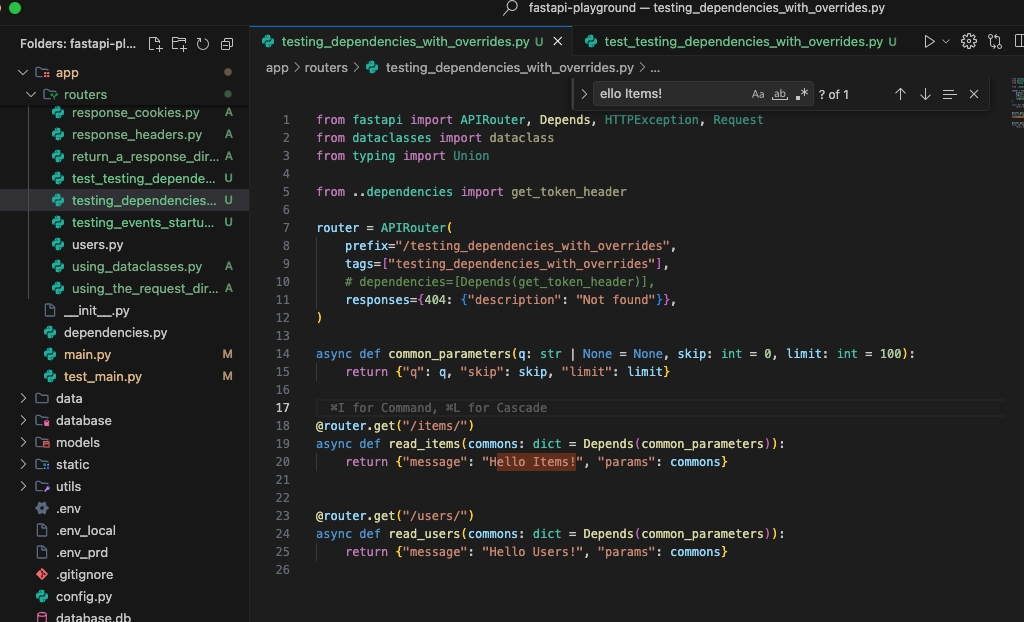 fastapi-playground — testing_dependencies_with_overrides.py
Folders: fastapi-pl...
app
routers
response_cookies.py A
response_headers.py A
return_a_response_dir... A
test_testing_depende... U
testing_dependencies... U
testing_events_startu... U
users.py
using_dataclasses.py A
using_the_request_dir... A
__init__.py
dependencies.py
main.py M
test_main.py M
data
database
models
static
utils
.env
.env_local
.env_prd
.gitignore
config.py
database.db
testing_dependencies_with_overrides.py U
test_testing_dependencies_with_overrides.py U
app > routers > testing_dependencies_with_overrides.py > ...
ello Items! Aa ab .* ? of 1
1 from fastapi import APIRouter, Depends, HTTPException, Request
2 from dataclasses import dataclass
3 from typing import Union
4
5 from ..dependencies import get_token_header
6
7 router = APIRouter(
8     prefix="/testing_dependencies_with_overrides",
9     tags=["testing_dependencies_with_overrides"],
10     # dependencies=[Depends(get_token_header)],
11     responses={404: {"description": "Not found"}},
12 )
13
14 async def common_parameters(q: str | None = None, skip: int = 0, limit: int = 100):
15     return {"q": q, "skip": skip, "limit": limit}
16
17 ⌘I for Command, ⌘L for Cascade
18 @router.get("/items/")
19 async def read_items(commons: dict = Depends(common_parameters)):
20     return {"message": "Hello Items!", "params": commons}
21
22
23 @router.get("/users/")
24 async def read_users(commons: dict = Depends(common_parameters)):
25     return {"message": "Hello Users!", "params": commons}
26